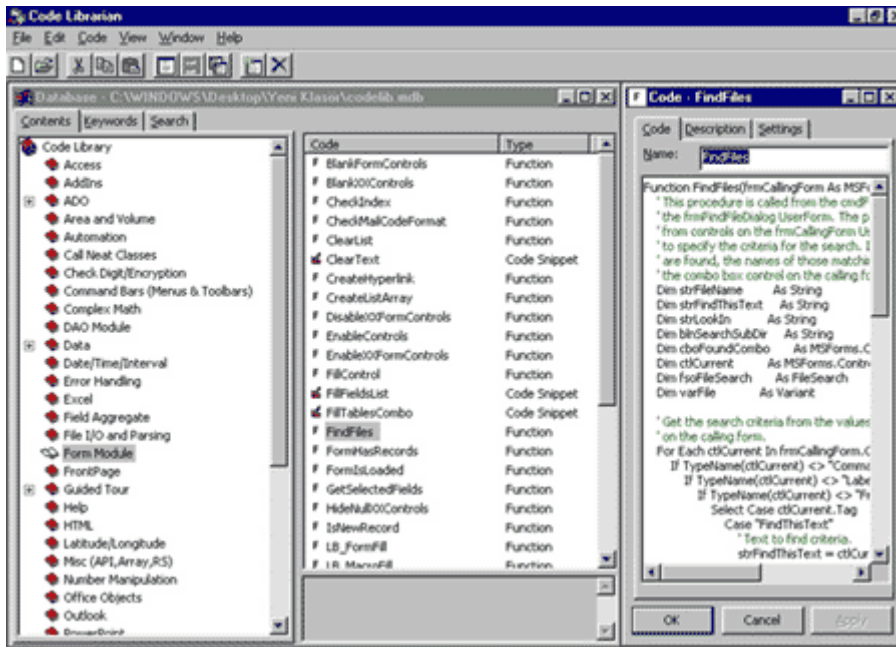 Code Librarian
File Edit Code View Window Help
Database - C:\WINDOWS\Desktop\Yeni Klasor\codelib.mdb
Contents Keywords Search
Code Library
Access
AddIns
ADO
Area and Volume
Automation
Call Neat Classes
Check Digit/Encryption
Command Bars (Menus & Toolbars)
Complex Math
DAO Module
Data
Date/Time/Interval
Error Handling
Excel
Field Aggregate
File I/O and Parsing
Form Module
FrontPage
Guided Tour
Help
HTML
Latitude/Longitude
Misc (API,Array,RS)
Number Manipulation
Office Objects
Outlook
PowerPoint
Code Type
BlankFormControls Function
BlankXXControls Function
CheckIndex Function
CheckMailCodeFormat Function
ClearList Function
ClearText Code Snippet
CreateHyperlink Function
CreateListArray Function
DisableXXFormControls Function
EnableControls Function
EnableXXFormControls Function
FillControl Function
FillFieldsList Code Snippet
FillTablesCombo Code Snippet
FindFiles Function
FormHasRecords Function
FormIsLoaded Function
GetSelectedFields Function
HideNullXXControls Function
IsNewRecord Function
LB_FormFill Function
LB_MacroFill Function
Code - FindFiles
Code Description Settings
Name: FindFiles
Function FindFiles(frmCallingForm As MSFo
' This procedure is called from the cmdF
' the frmFindFileDialog UserForm. The p
' from controls on the frmCallingForm Us
' to specify the criteria for the search. I
' are found, the names of those matchin
' the combo box control on the calling fo
Dim strFileName As String
Dim strFindThisText As String
Dim strLookIn As String
Dim blnSearchSubDir As String
Dim cboFoundCombo As MSForms.C
Dim ctlCurrent As MSForms.Contr
Dim fsoFileSearch As FileSearch
Dim varFile As Variant
' Get the search criteria from the values
' on the calling form.
For Each ctlCurrent In frmCallingForm.C
If TypeName(ctlCurrent) <> "Comma
If TypeName(ctlCurrent) <> "Labe
If TypeName(ctlCurrent) <> "Fr
Select Case ctlCurrent.Tag
Case "FindThisText"
' Text to find criteria.
strFindThisText = ctlCur
OK Cancel Apply